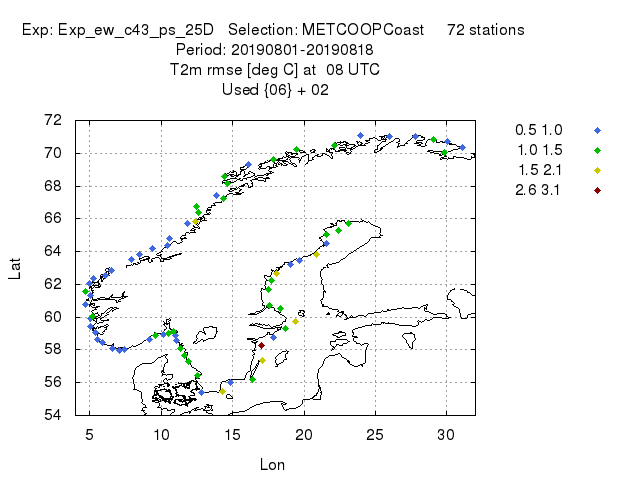 Exp: Exp_ew_c43_ps_25D   Selection: METCOOPCoast     72 stations
Period: 20190801-20190818
T2m rmse [deg C] at  08 UTC
Used {06} + 02
0.5 1.0
1.0 1.5
1.5 2.1
2.6 3.1
72
70
68
66
64
62
60
58
56
54
Lat
5 10 15 20 25 30
Lon